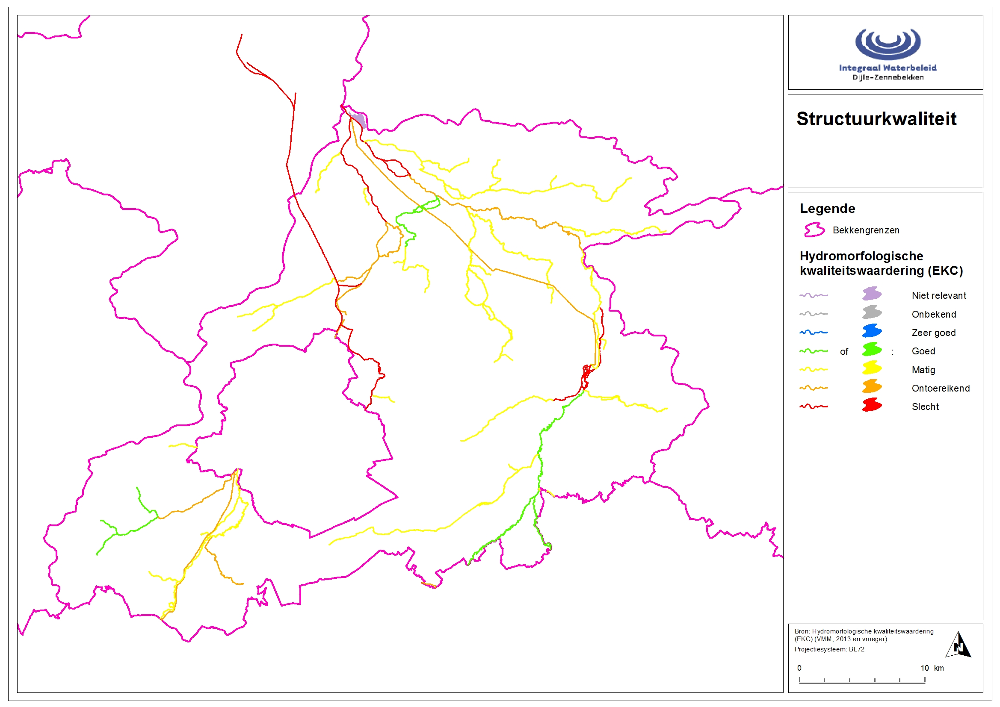 Integraal Waterbeleid
Dijle-Zennebekken
Structuurkwaliteit
Legende
Bekkengrenzen
Hydromorfologische
kwaliteitswaardering (EKC)
Niet relevant
Onbekend
Zeer goed
of : Goed
Matig
Ontoereikend
Slecht
Bron: Hydromorfologische kwaliteitswaardering
(EKC) (VMM, 2013 en vroeger)
Projectiesysteem: BL72
N
0 10 km